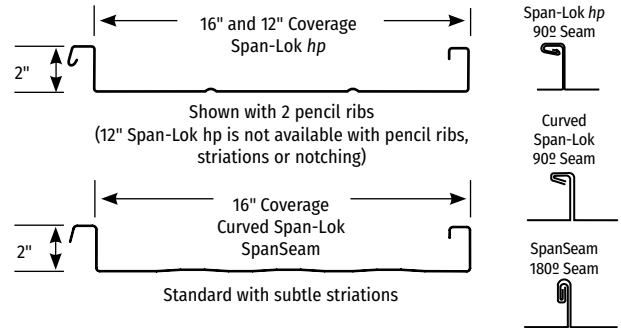 16" and 12" Coverage
Span-Lok hp
2"
Shown with 2 pencil ribs
(12" Span-Lok hp is not available with pencil ribs,
striations or notching)
16" Coverage
Curved Span-Lok
SpanSeam
2"
Standard with subtle striations
Span-Lok hp
90º Seam
Curved
Span-Lok
90º Seam
SpanSeam
180º Seam